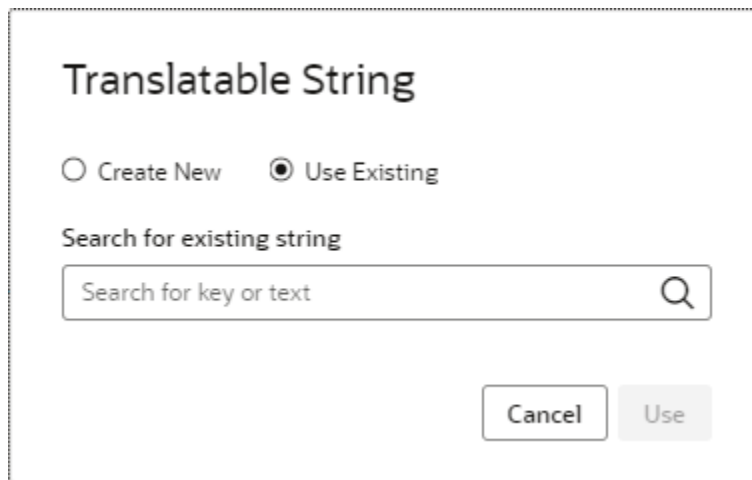 Translatable String
Create New Use Existing
Search for existing string
Search for key or text
Cancel Use